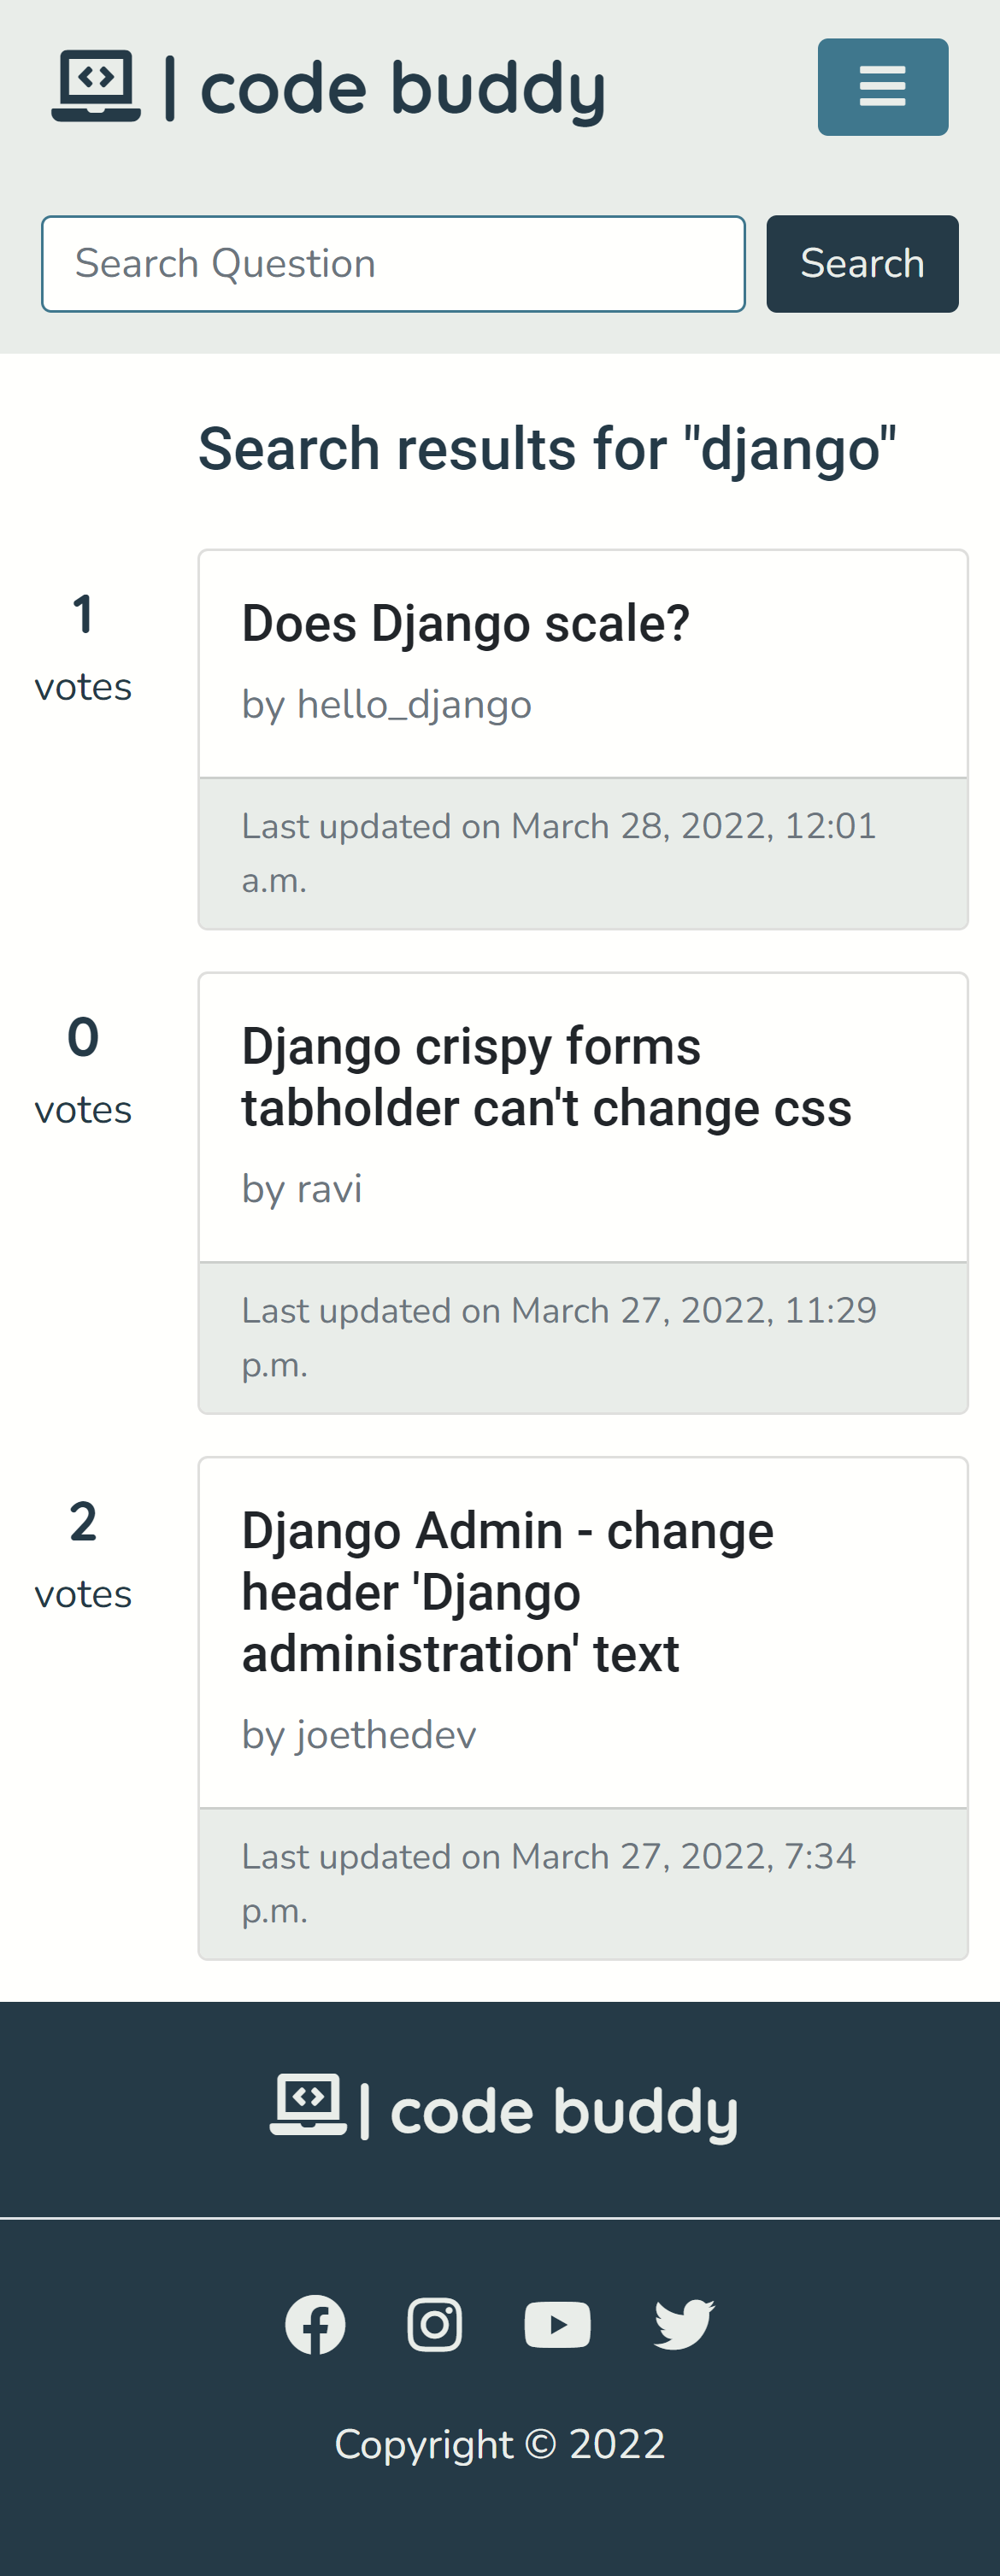 | code buddy
Search Question
Search
Search results for "django"
1
votes
Does Django scale?
by hello_django
Last updated on March 28, 2022, 12:01
a.m.
0
votes
Django crispy forms
tabholder can't change css
by ravi
Last updated on March 27, 2022, 11:29
p.m.
2
votes
Django Admin - change
header 'Django
administration' text
by joethedev
Last updated on March 27, 2022, 7:34
p.m.
| code buddy
Copyright © 2022